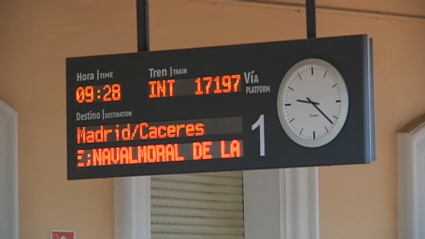 Hora | TIME
Tren | TRAIN
09:28
INT 17197
Vía
PLATFORM
Destino | DESTINATION
Madrid/Caceres
E;NAVALMORAL DE LA
1